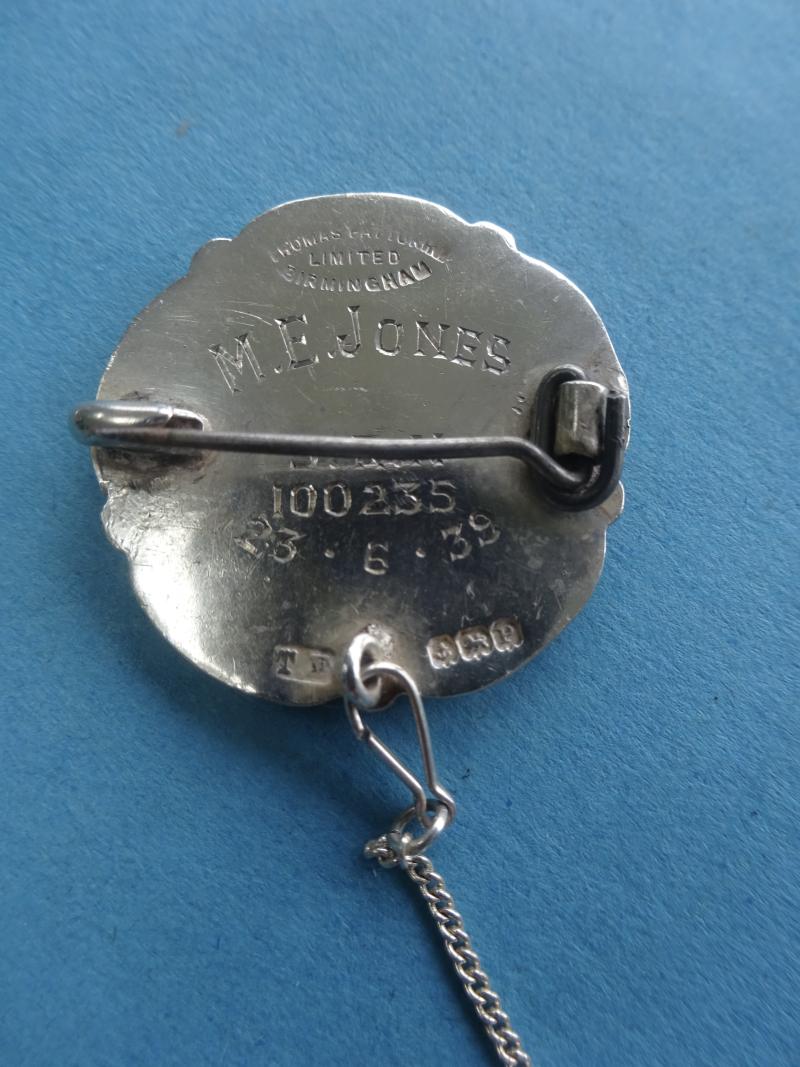 THOMAS FATTORINI
LIMITED
BIRMINGHAM
M. E. JONES
100235
23 · 6 · 39
T F